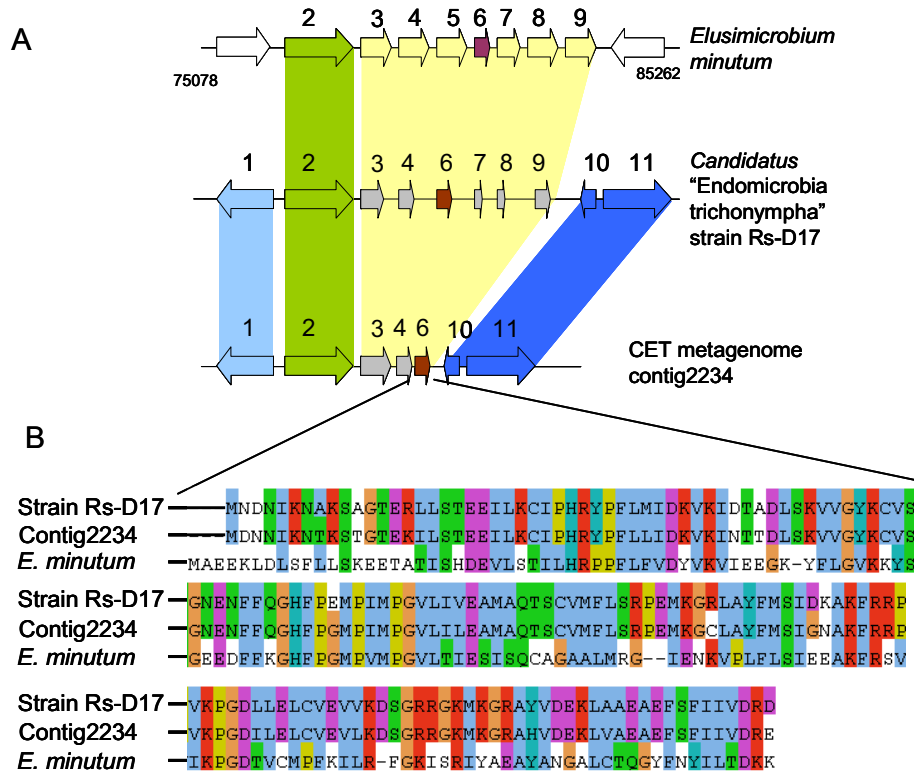 A
2 3 4 5 6 7 8 9
Elusimicrobium
minutum
75078
85262
1 2 3 4 6 7 8 9 10 11
Candidatus
“Endomicrobia
trichonympha”
strain Rs-D17
1 2 3 4 6 10 11
CET metagenome
contig2234
B
Strain Rs-D17 MNDNIKNAKSAGTERLLSTEEILKCIPHRYPFLMIDKVKIDTADLSKVVGYKCVS
Contig2234 MDNNIKNTKSTGTEKILSTEEILKCIPHRYPFLLIDKVKINTTDLSKVVGYKCVS
E. minutum MAEEKLDLSFLLSKEETATISHDEVLSTILHRPPFLFVDYVKVIEEGK-YFLGVKKYS
Strain Rs-D17 GNENFFQGHFPEMPIMPGVLIVEAMAQTSCVMFLSRPEMKGRLAYFMSIDKAKFRRP
Contig2234 GNENFFQGHFPGMPIMPGVLILEAMAQTSCVMFLSRPEMKGCLAYFMSIGNAKFRRP
E. minutum GEEDFFKGHFPGMPVMPGVLTIESISQCAGAALMRG--IENKVPLFLSIEEAKFRSV
Strain Rs-D17 VKPGDLLELCVEVVKDSGRRGKMKGRAYVDEKLAAEAEFSFIIVDRD
Contig2234 VKPGDILELCVEVLKDSGRRGKMKGRAHVDEKLVAEAEFSFIIVDRE
E. minutum IKPGDTVCMPFKILR-FGKISRIYAEAYANGALCTQGYFNYILTDKK